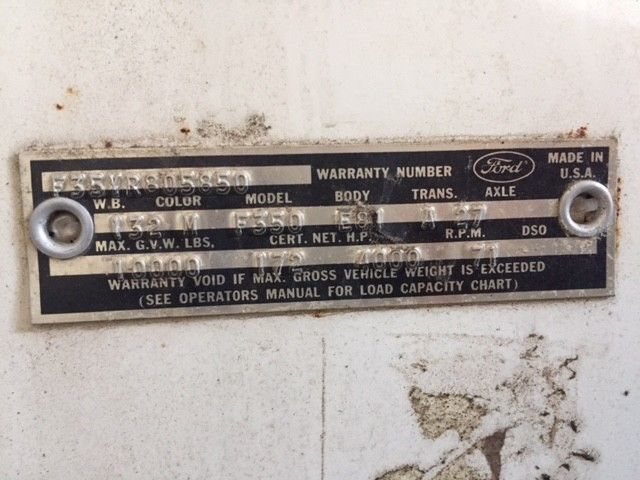 F35YR805850 WARRANTY NUMBER Ford MADE IN U.S.A.
W.B. COLOR MODEL BODY TRANS. AXLE
132 M F350 E81 A 27
MAX. G.V.W. LBS, CERT. NET. H.P. R.P.M. DSO
10000 172 4000 71
WARRANTY VOID IF MAX. GROSS VEHICLE WEIGHT IS EXCEEDED
(SEE OPERATORS MANUAL FOR LOAD CAPACITY CHART)